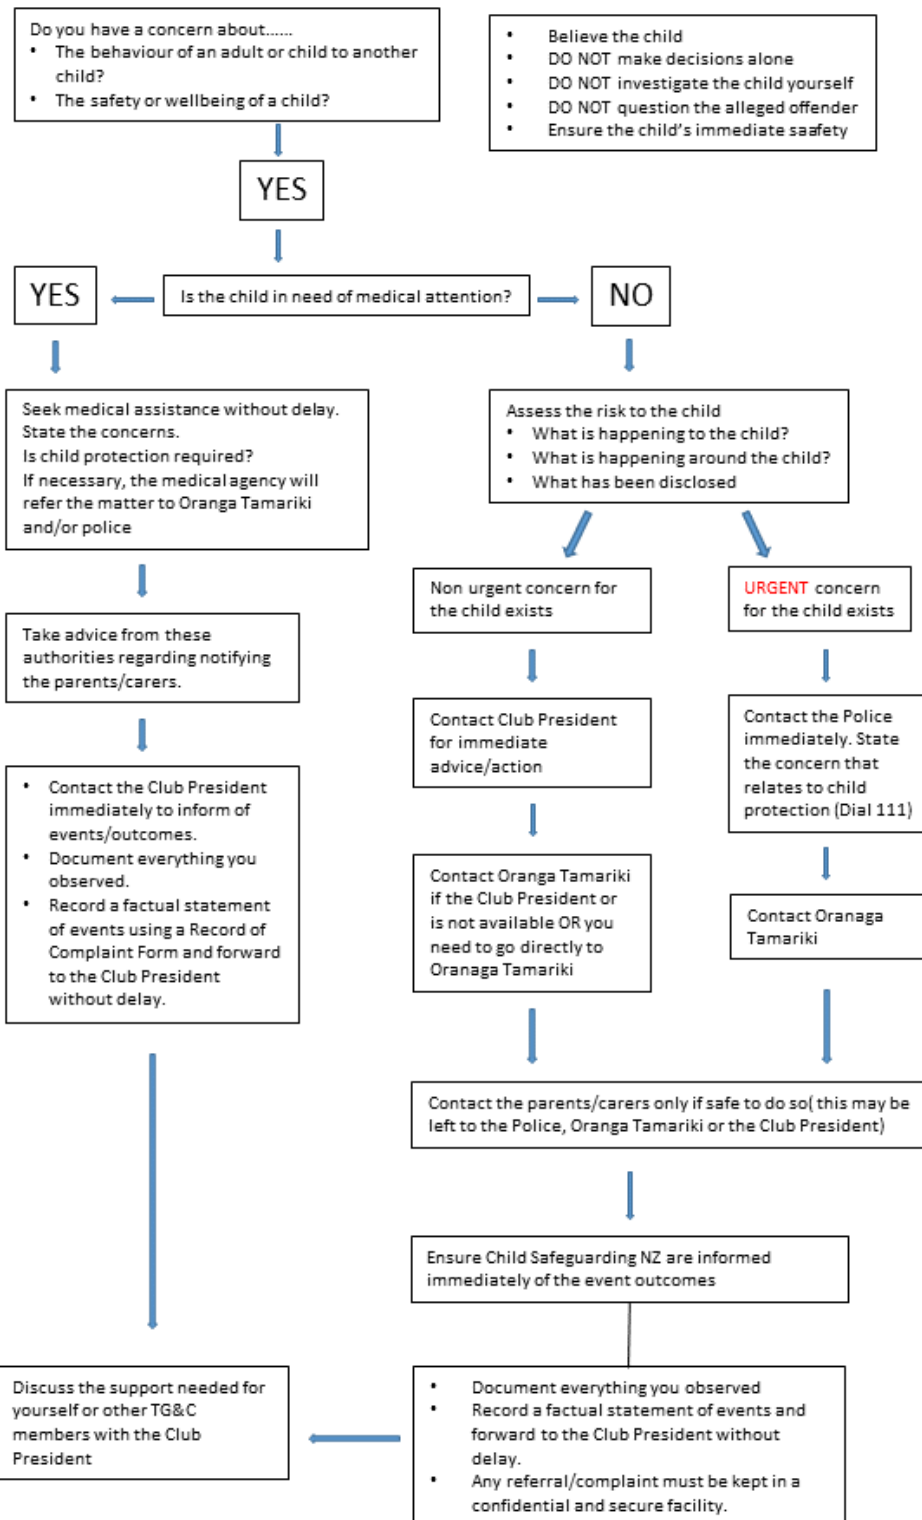 Do you have a concern about......
• The behaviour of an adult or child to another
child?
• The safety or wellbeing of a child?
• Believe the child
• DO NOT make decisions alone
• DO NOT investigate the child yourself
• DO NOT question the alleged offender
• Ensure the child's immediate saafety
YES
YES
Is the child in need of medical attention?
NO
Seek medical assistance without delay.
State the concerns.
Is child protection required?
If necessary, the medical agency will
refer the matter to Oranga Tamariki
and/or police
Assess the risk to the child
• What is happening to the child?
• What is happening around the child?
• What has been disclosed
Non urgent concern for
the child exists
URGENT concern
for the child exists
Take advice from these
authorities regarding notifying
the parents/carers.
Contact Club President
for immediate
advice/action
Contact the Police
immediately. State
the concern that
relates to child
protection (Dial 111)
• Contact the Club President
immediately to inform of
events/outcomes.
• Document everything you
observed.
• Record a factual statement
of events using a Record of
Complaint Form and forward
to the Club President
without delay.
Contact Oranga Tamariki
if the Club President or
is not available OR you
need to go directly to
Oranaga Tamariki
Contact Oranaga
Tamariki
Contact the parents/carers only if safe to do so( this may be
left to the Police, Oranga Tamariki or the Club President)
Ensure Child Safeguarding NZ are informed
immediately of the event outcomes
Discuss the support needed for
yourself or other TG&C
members with the Club
President
• Document everything you observed
• Record a factual statement of events and
forward to the Club President without
delay.
• Any referral/complaint must be kept in a
confidential and secure facility.